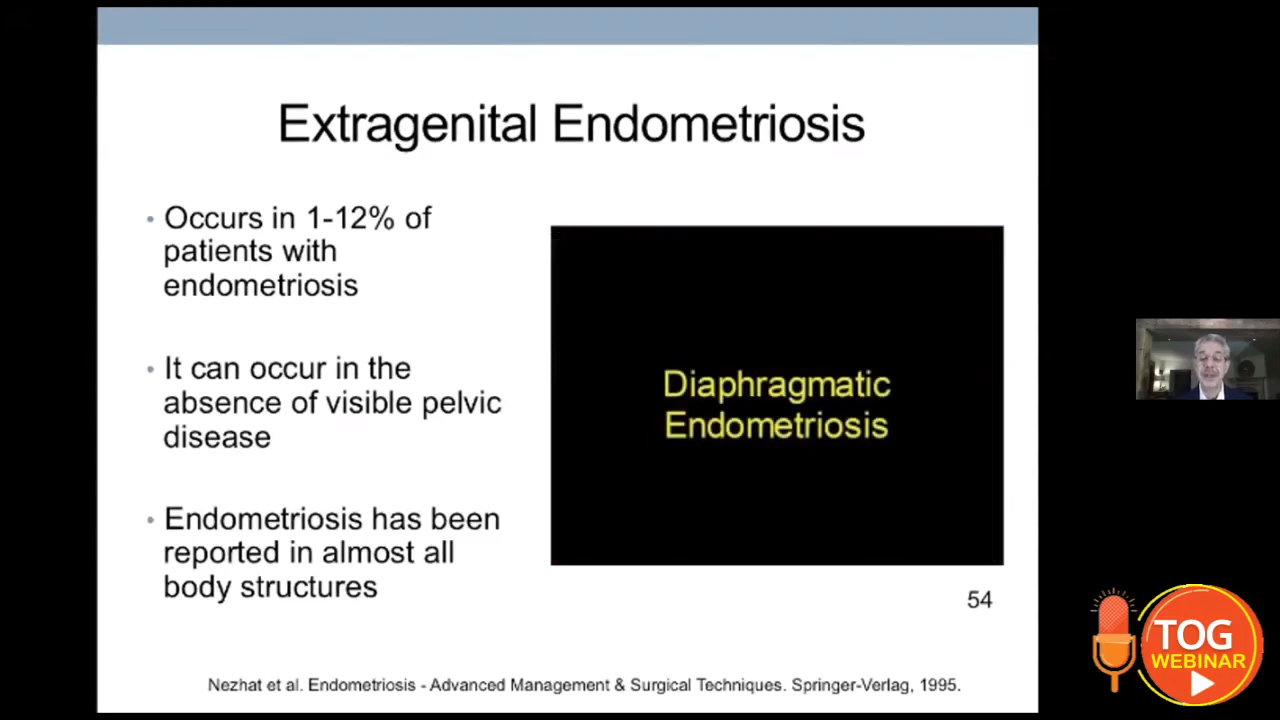 Extragenital Endometriosis
• Occurs in 1-12% of
patients with
endometriosis
• It can occur in the
absence of visible pelvic
disease
• Endometriosis has been
reported in almost all
body structures
Diaphragmatic
Endometriosis
54
Nezhat et al. Endometriosis - Advanced Management & Surgical Techniques. Springer-Verlag, 1995.
TOG
WEBINAR